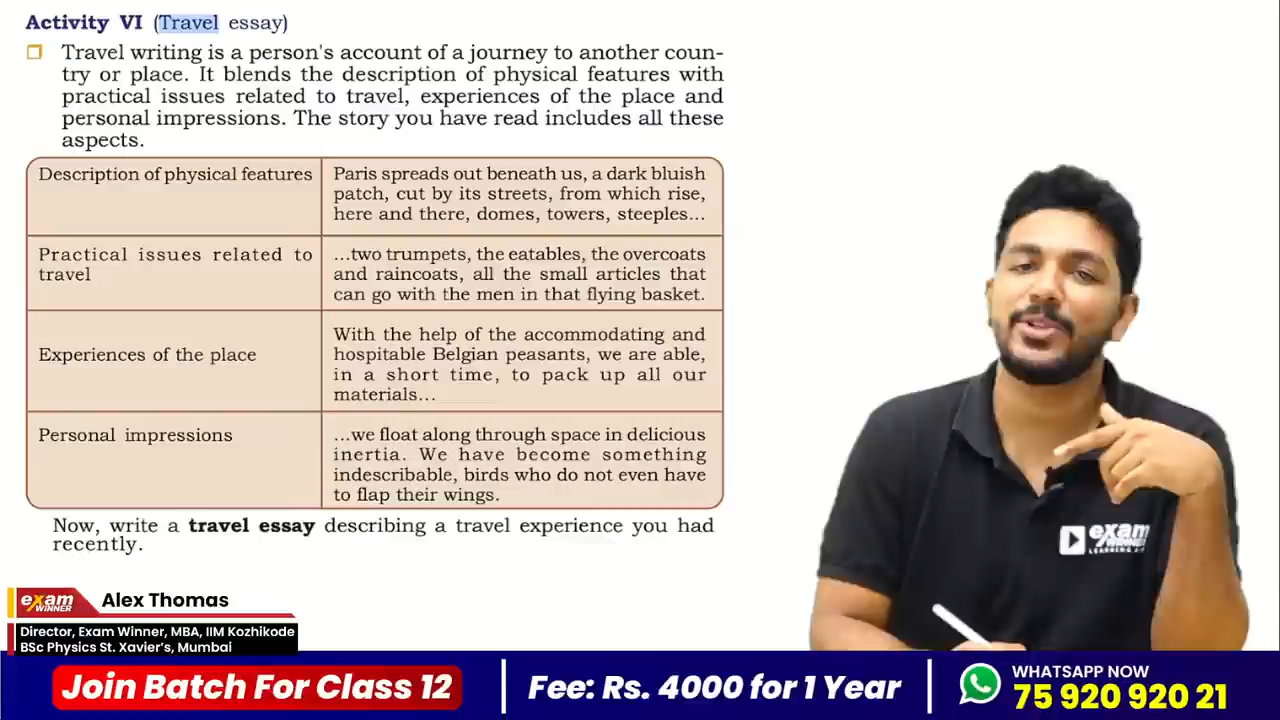 Activity VI (Travel essay)
❒ Travel writing is a person's account of a journey to another coun-
try or place. It blends the description of physical features with
practical issues related to travel, experiences of the place and
personal impressions. The story you have read includes all these
aspects.
Description of physical features
Paris spreads out beneath us, a dark bluish
patch, cut by its streets, from which rise,
here and there, domes, towers, steeples...
Practical issues related to
travel
...two trumpets, the eatables, the overcoats
and raincoats, all the small articles that
can go with the men in that flying basket.
Experiences of the place
With the help of the accommodating and
hospitable Belgian peasants, we are able,
in a short time, to pack up all our
materials...
Personal impressions
...we float along through space in delicious
inertia. We have become something
indescribable, birds who do not even have
to flap their wings.
Now, write a travel essay describing a travel experience you had
recently.
exam
WINNER
LEARNING APP
exam
WINNER
Alex Thomas
Director, Exam Winner, MBA, IIM Kozhikode
BSc Physics St. Xavier's, Mumbai
Join Batch For Class 12
Fee: Rs. 4000 for 1 Year
WHATSAPP NOW
75 920 920 21